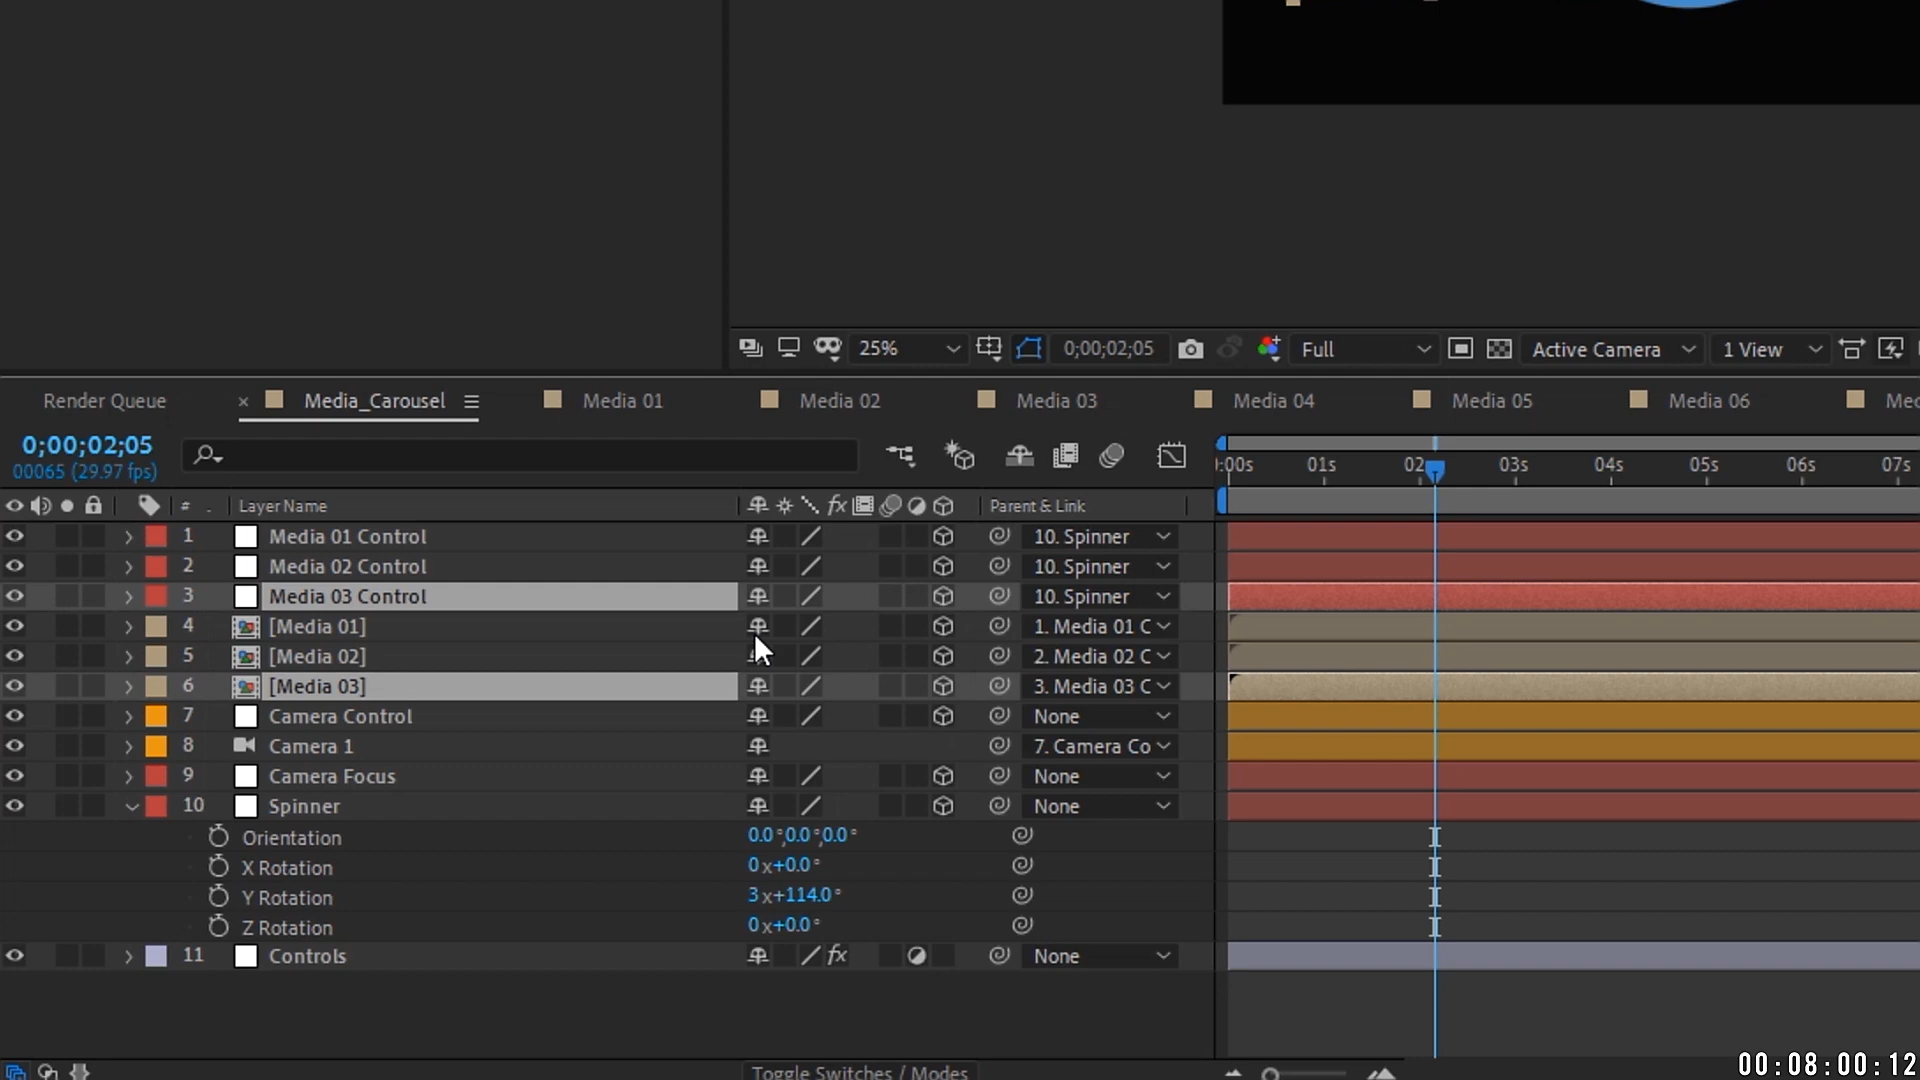 25%
0;00;02;05
Full
Active Camera
1 View
Render Queue
× Media_Carousel
Media 01
Media 02
Media 03
Media 04
Media 05
Media 06
Mec
0;00;02;05
00065 (29.97 fps)
:00s 01s 02 03s 04s 05s 06s 07s
# . Layer Name fx Parent & Link
1 Media 01 Control 10. Spinner
2 Media 02 Control 10. Spinner
3 Media 03 Control 10. Spinner
4 [Media 01] 1. Media 01 C
5 [Media 02] 2. Media 02 C
6 [Media 03] 3. Media 03 C
7 Camera Control None
8 Camera 1 7. Camera Co
9 Camera Focus None
10 Spinner None
Orientation 0.0°,0.0°,0.0°
X Rotation 0x+0.0°
Y Rotation 3x+114.0°
Z Rotation 0x+0.0°
11 Controls fx None
Toggle Switches / Modes
00:08:00:12